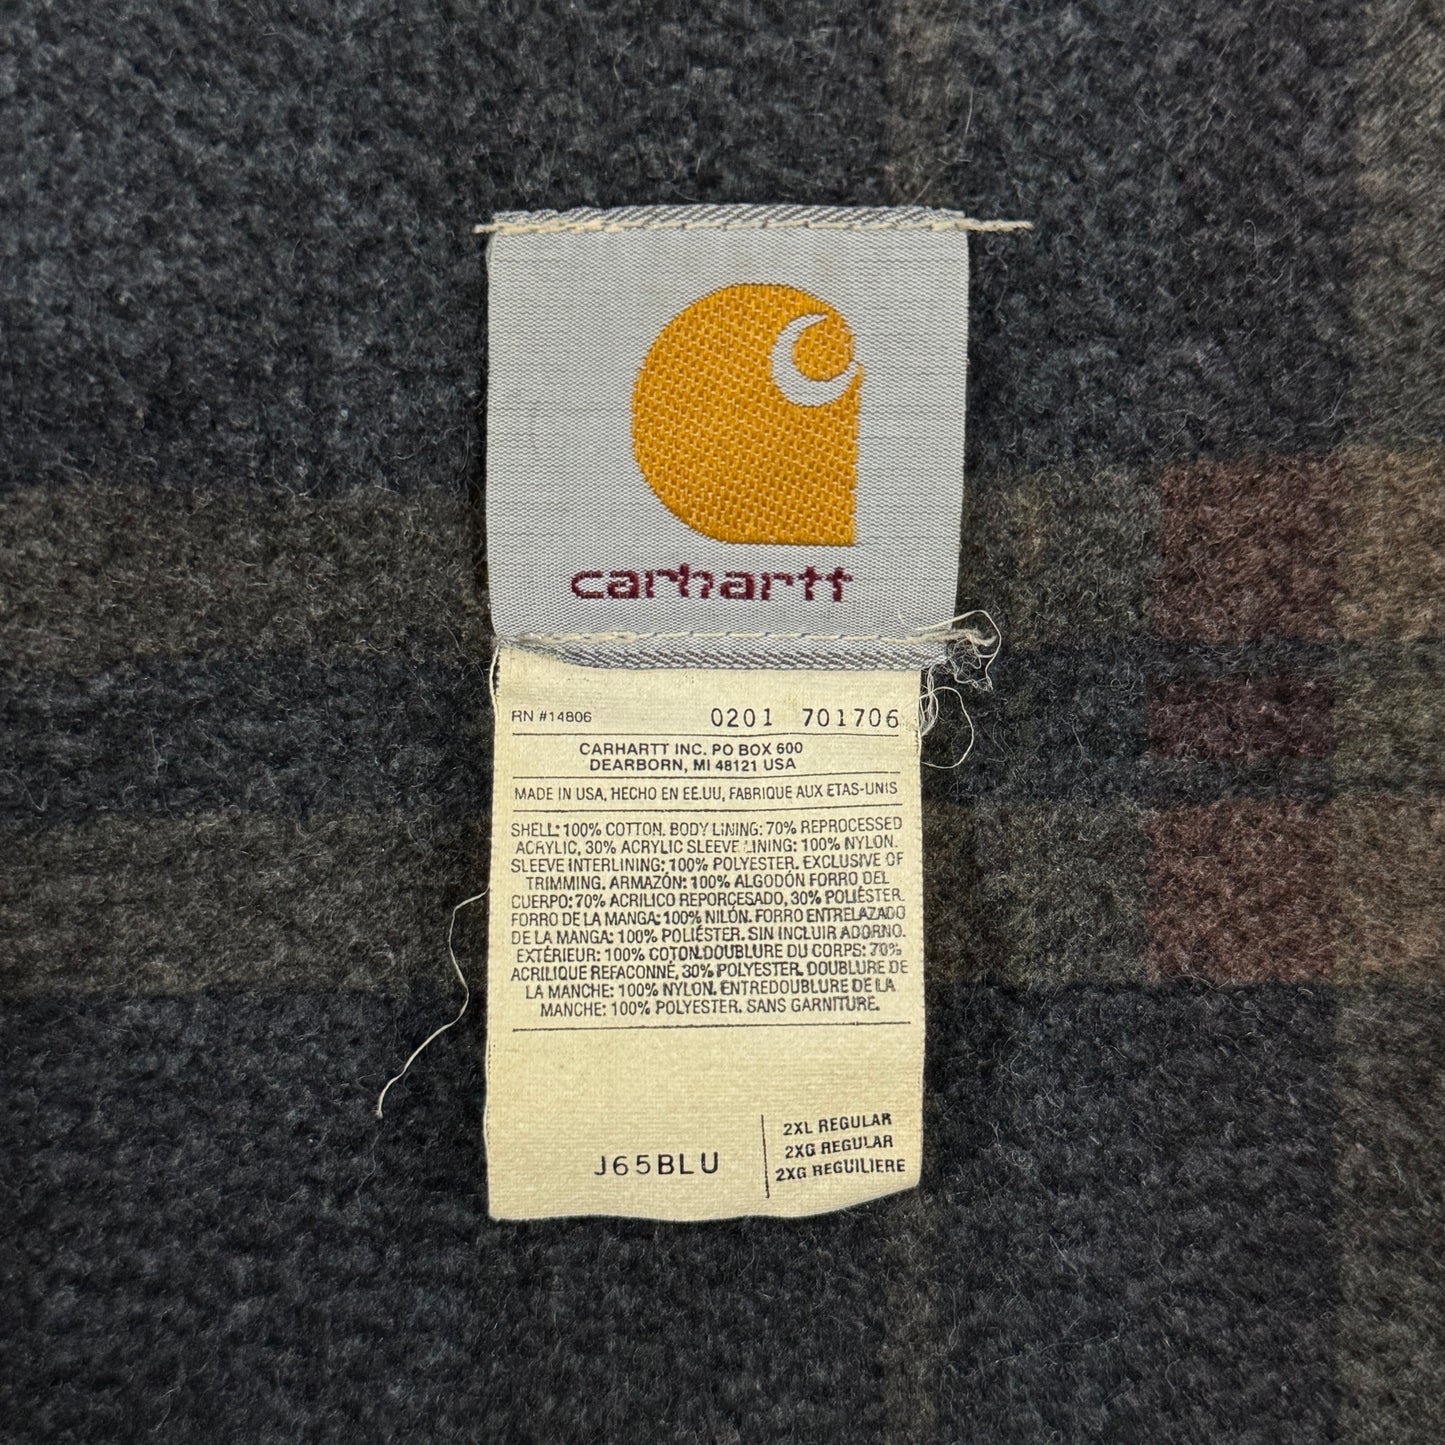 carhartt
RN #14806 0201 701706
CARHARTT INC. PO BOX 600
DEARBORN, MI 48121 USA
MADE IN USA, HECHO EN EE.UU, FABRIQUE AUX ETAS-UNIS
SHELL: 100% COTTON. BODY LINING: 70% REPROCESSED
ACRYLIC, 30% ACRYLIC SLEEVE LINING: 100% NYLON.
SLEEVE INTERLINING: 100% POLYESTER. EXCLUSIVE OF
TRIMMING. ARMAZÓN: 100% ALGODÓN FORRO DEL
CUERPO: 70% ACRILICO REPORÇESADO, 30% POLIÉSTER.
FORRO DE LA MANGA: 100% NILÓN. FORRO ENTRELAZADO
DE LA MANGA: 100% POLIÉSTER. SIN INCLUIR ADORNO.
EXTÉRIEUR: 100% COTON.DOUBLURE DU CORPS: 70%
ACRILIQUE REFACONNÉ, 30% POLYESTER. DOUBLURE DE
LA MANCHE: 100% NYLON. ENTREDOUBLURE DE LA
MANCHE: 100% POLYESTER. SANS GARNITURE.
2XL REGULAR
2XG REGULAR
J65BLU 2XG REGUILIERE